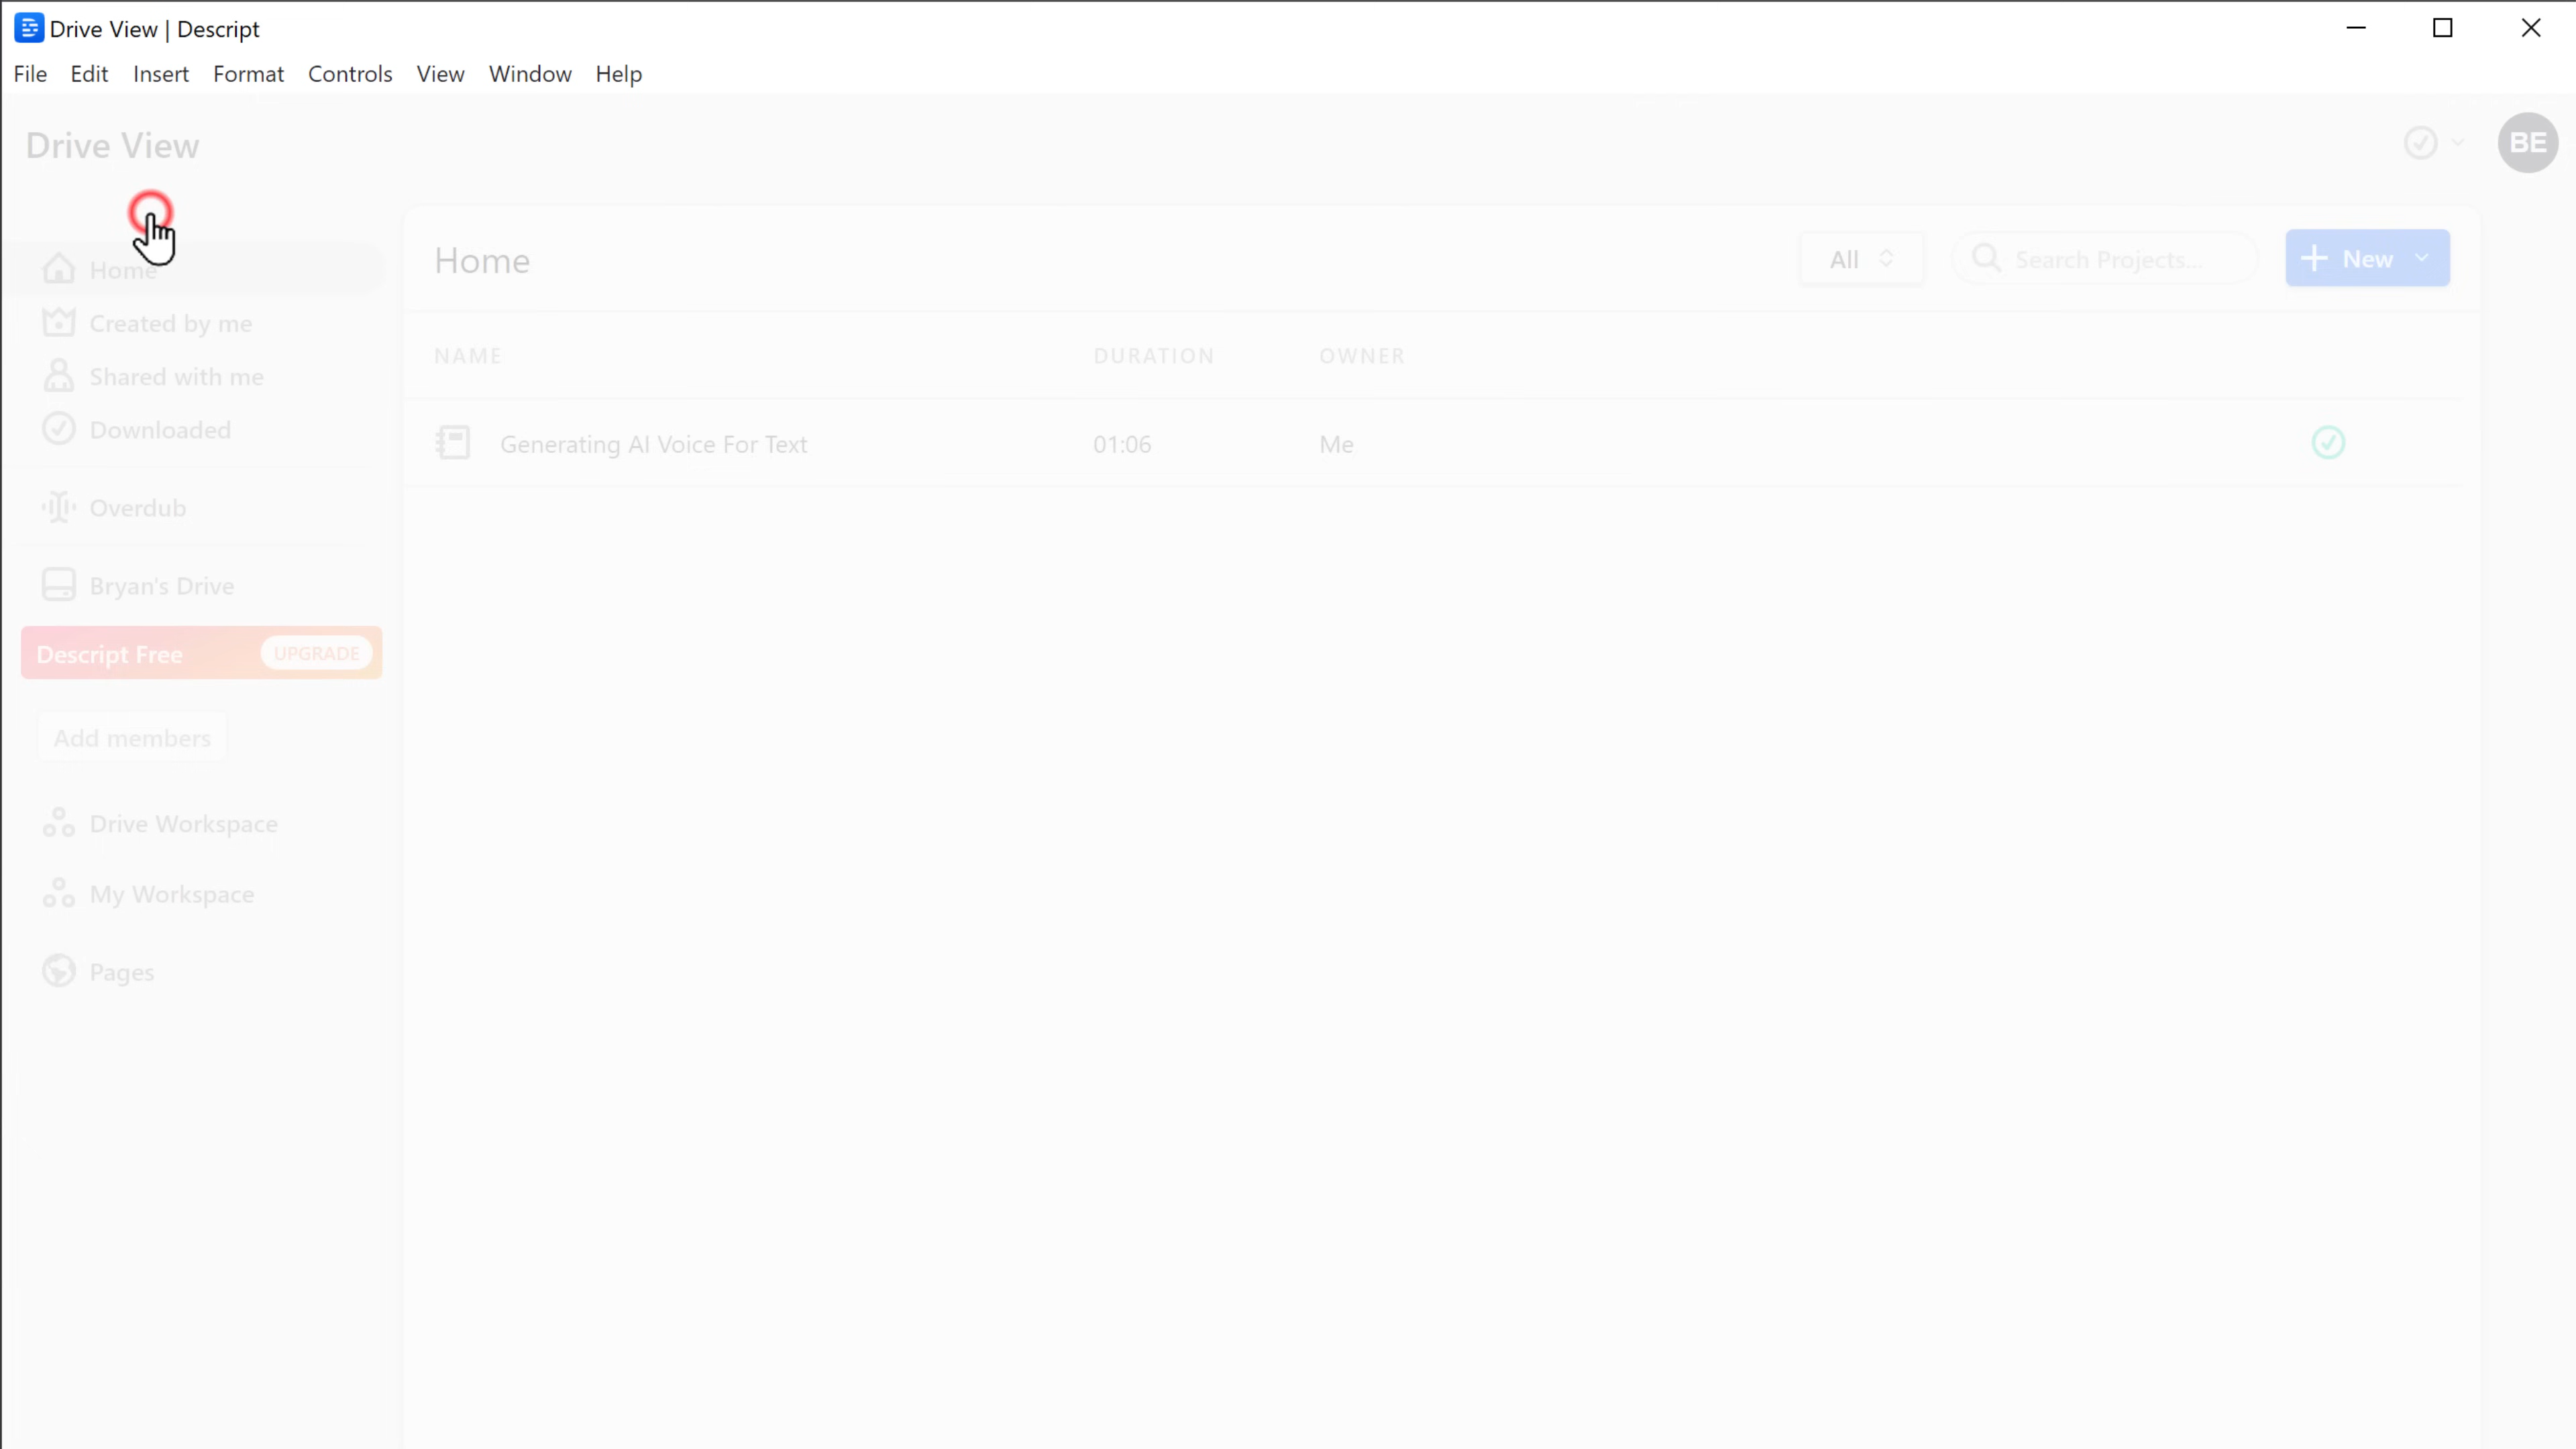 Drive View | Descript
File Edit Insert Format Controls View Window Help
Drive View
BE
Home
Created by me
Shared with me
Downloaded
Overdub
Bryan's Drive
Descript Free UPGRADE
Add members
Drive Workspace
My Workspace
Pages
Home All Search Projects... New
NAME DURATION OWNER
Generating AI Voice For Text 01:06 Me